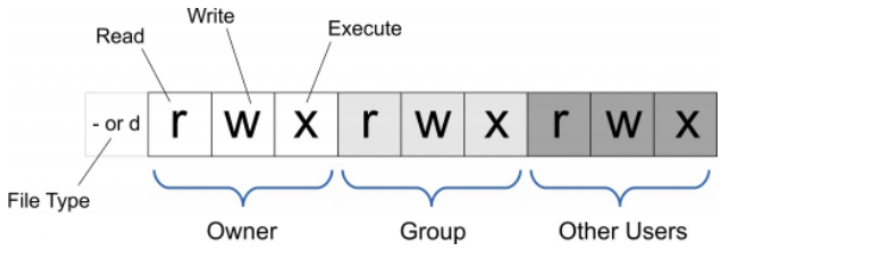 Write
Read
Execute
- or d r w x r w x r w x
File Type
Owner Group Other Users